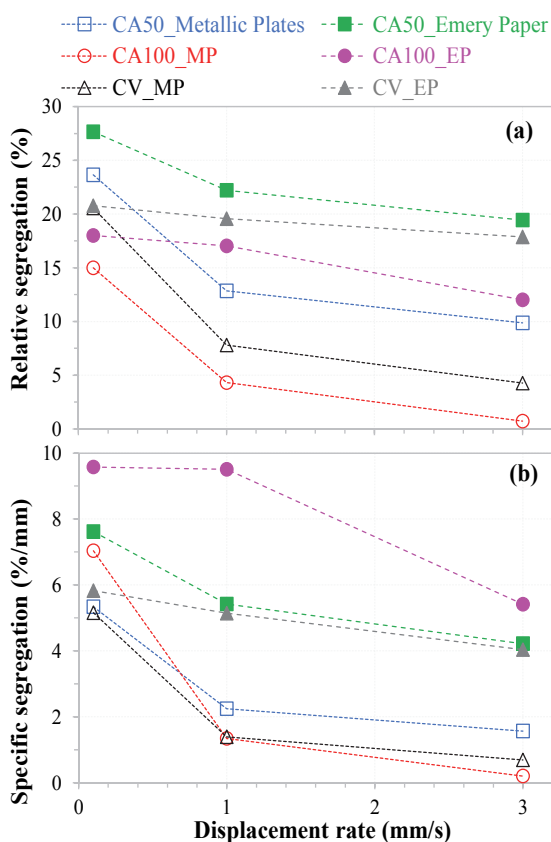 CA50_Metallic Plates CA50_Emery Paper
CA100_MP CA100_EP
CV_MP CV_EP
30
(a)
25
20
15
10
5
0
Relative segregation (%)
10
(b)
8
6
4
2
0
Specific segregation (%/mm)
0 1 2 3
Displacement rate (mm/s)